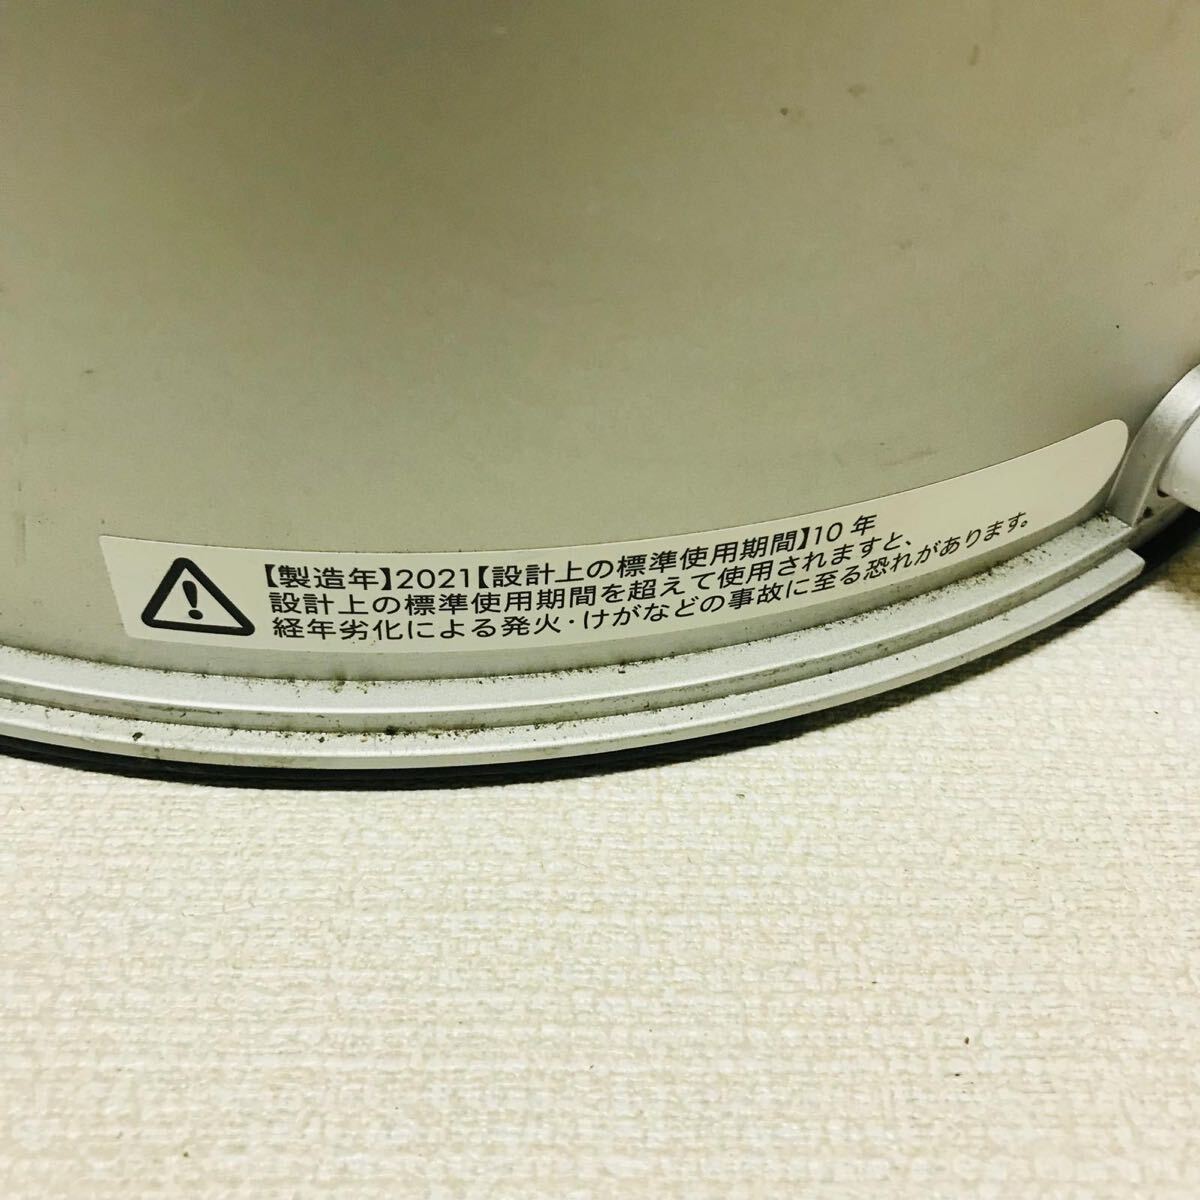 【製造年】2021【設計上の標準使用期間】10 年
設計上の標準使用期間を超えて使用されますと、
経年劣化による発火・けがなどの事故に至る恐れがあります。